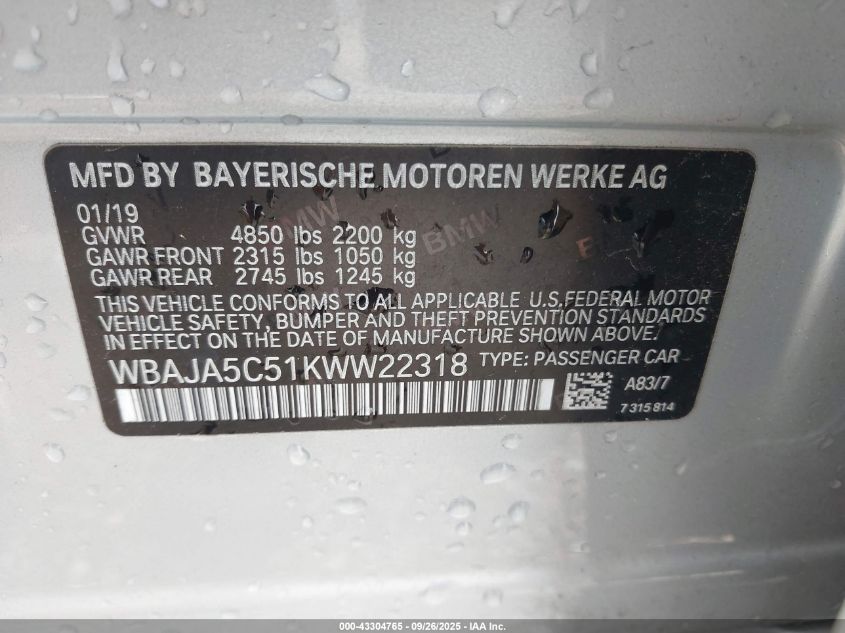 MFD BY BAYERISCHE MOTOREN WERKE AG
01/19
GVWR 4850 lbs 2200 kg
GAWR FRONT 2315 lbs 1050 kg
GAWR REAR 2745 lbs 1245 kg
THIS VEHICLE CONFORMS TO ALL APPLICABLE U.S.FEDERAL MOTOR
VEHICLE SAFETY, BUMPER AND THEFT PREVENTION STANDARDS
IN EFFECT ON THE DATE OF MANUFACTURE SHOWN ABOVE.
WBAJA5C51KWW22318 TYPE: PASSENGER CAR
A83/7
7315814
BMW
BMW
000-43304765 - 09/26/2025 - IAA Inc.